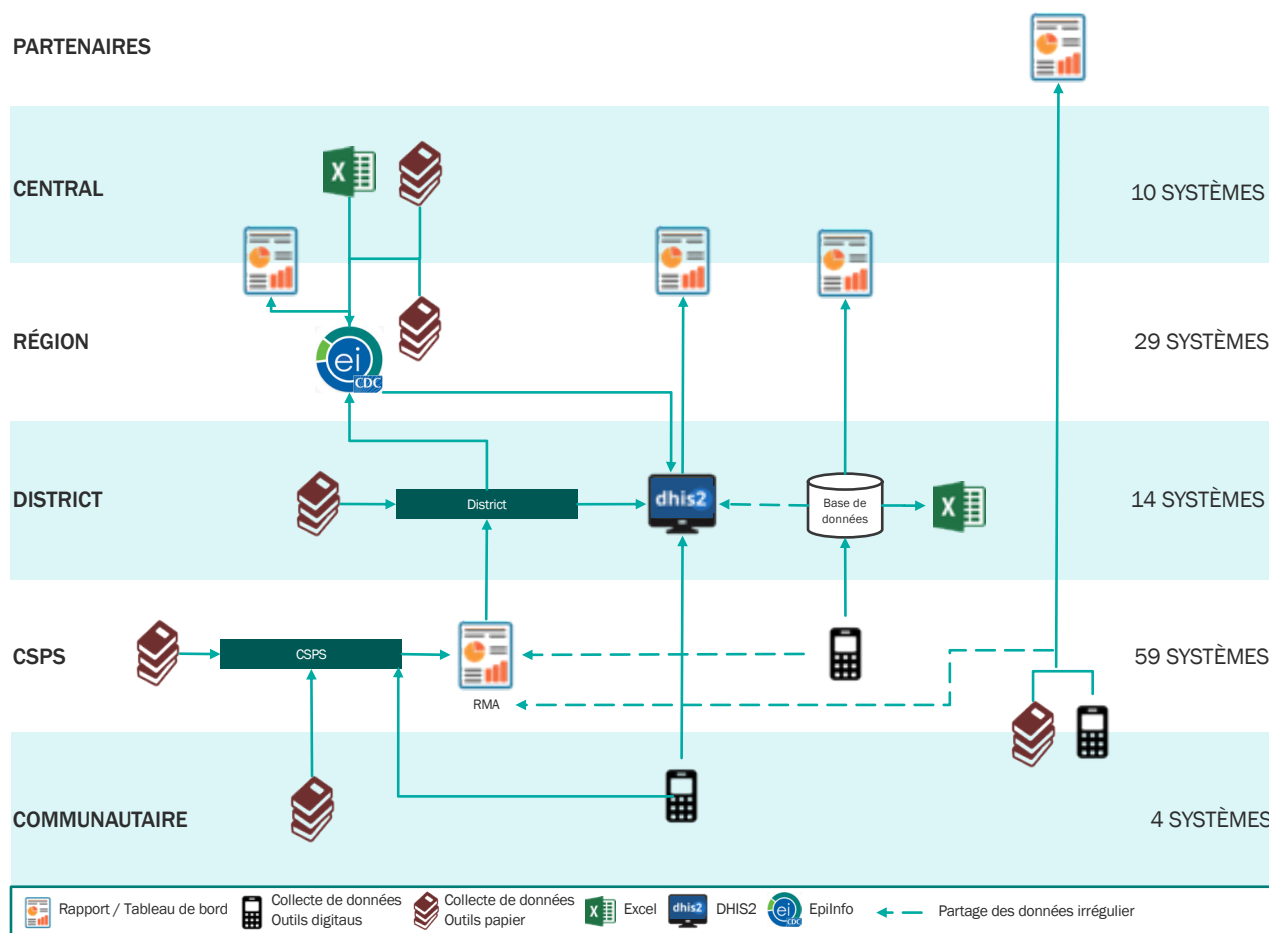 PARTENAIRES
CENTRAL
10 SYSTÈMES
RÉGION
29 SYSTÈMES
ei
CDC
DISTRICT
District
dhis2
Base de
données
14 SYSTÈMES
CSPS
CSPS
RMA
59 SYSTÈMES
COMMUNAUTAIRE
4 SYSTÈMES
Rapport / Tableau de bord
Collecte de données
Outils digitaus
Collecte de données
Outils papier
X
Excel
dhis2
DHIS2
ei
CDC
EpiInfo
Partage des données irrégulier